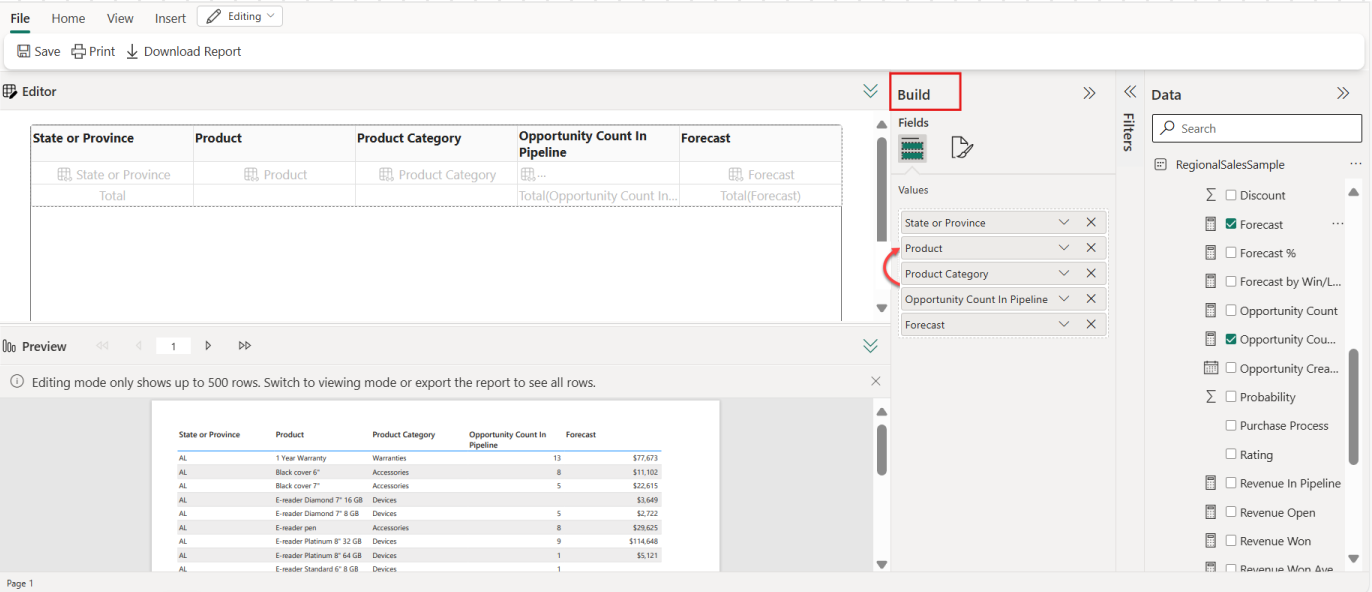 File Home View Insert Editing
Save Print Download Report
Editor
State or Province Product Product Category Opportunity Count In Pipeline Forecast
State or Province Product Product Category ... Forecast
Total Total(Opportunity Count In... Total(Forecast)
Preview 1
Editing mode only shows up to 500 rows. Switch to viewing mode or export the report to see all rows.
State or Province Product Product Category Opportunity Count In Pipeline Forecast
AL 1 Year Warranty Warranties 13 $77,673
AL Black cover 6" Accessories 8 $11,102
AL Black cover 7" Accessories 5 $22,615
AL E-reader Diamond 7" 16 GB Devices $3,649
AL E-reader Diamond 7" 8 GB Devices 5 $2,722
AL E-reader pen Accessories 8 $29,625
AL E-reader Platinum 8" 32 GB Devices 9 $114,648
AL E-reader Platinum 8" 64 GB Devices 1 $5,121
AL E-reader Standard 6" 8 GB Devices 1
Page 1
Build
Fields
Values
State or Province
Product
Product Category
Opportunity Count In Pipeline
Forecast
Filters
Data
Search
RegionalSalesSample ...
Discount
Forecast ...
Forecast %
Forecast by Win/L...
Opportunity Count
Opportunity Cou...
Opportunity Crea...
Probability
Purchase Process
Rating
Revenue In Pipeline
Revenue Open
Revenue Won
Revenue Won Ave